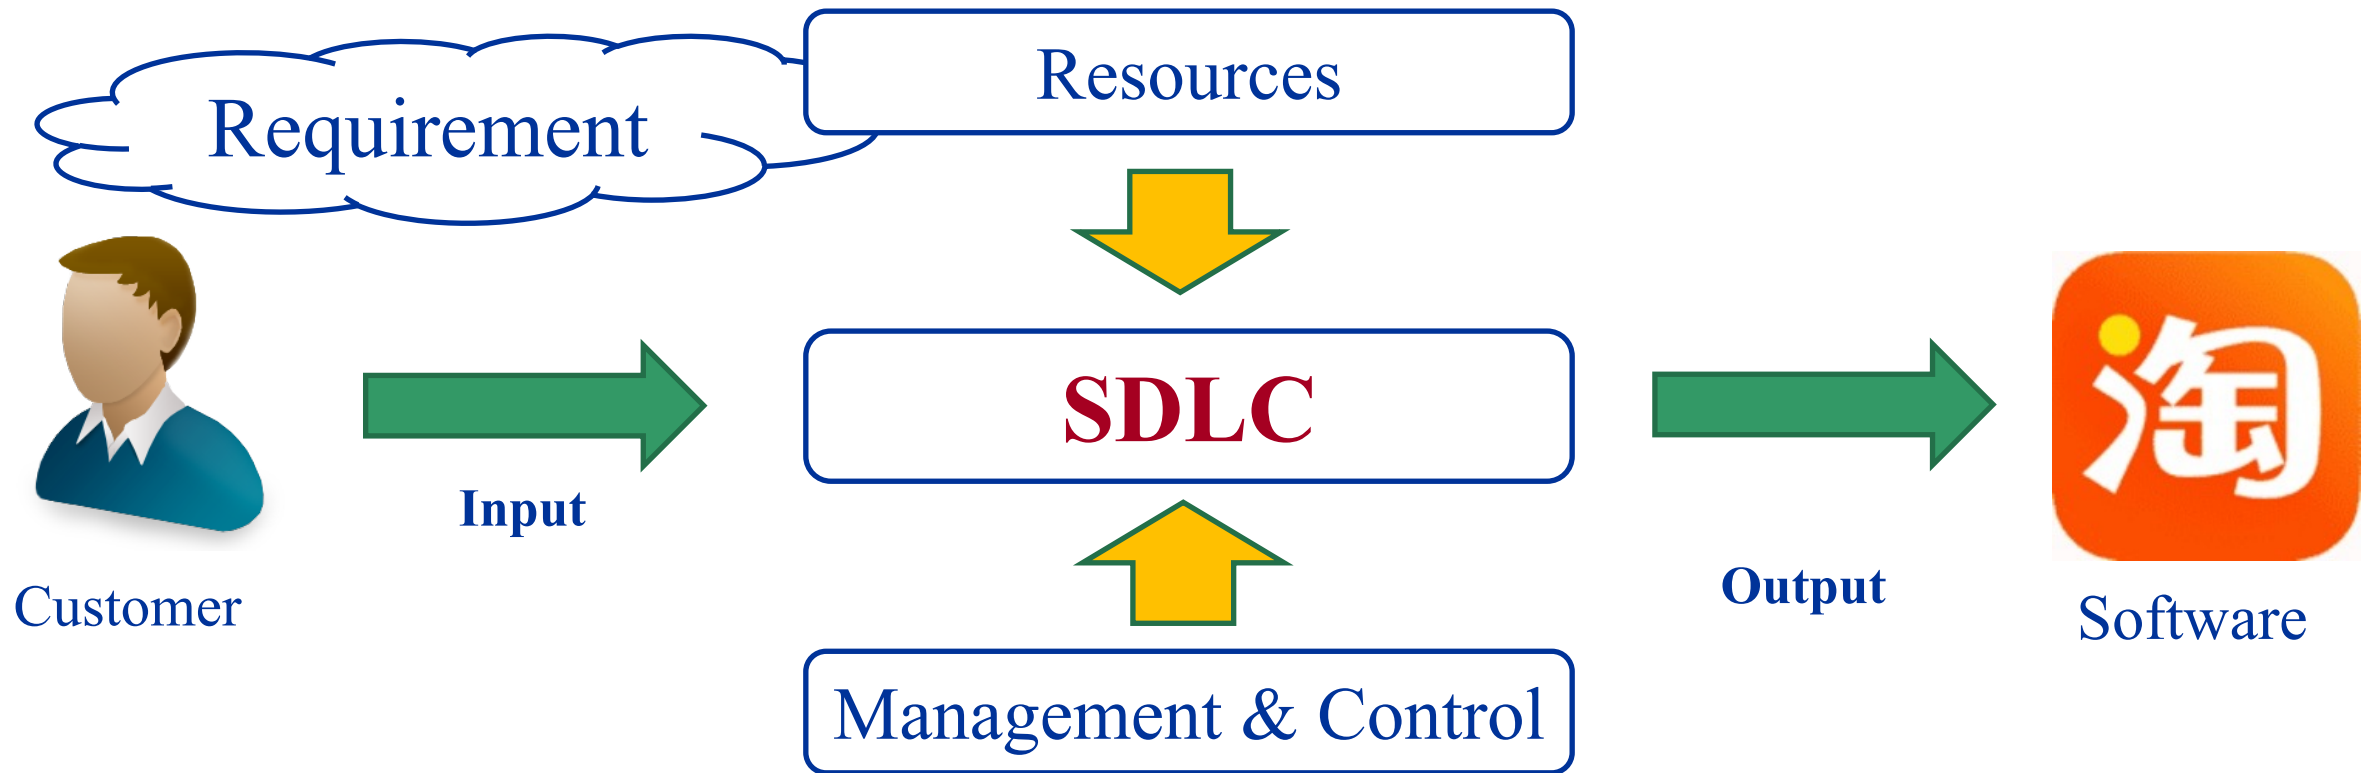 Requirement
Resources
SDLC
Input
Customer
Output
淘
Software
Management & Control